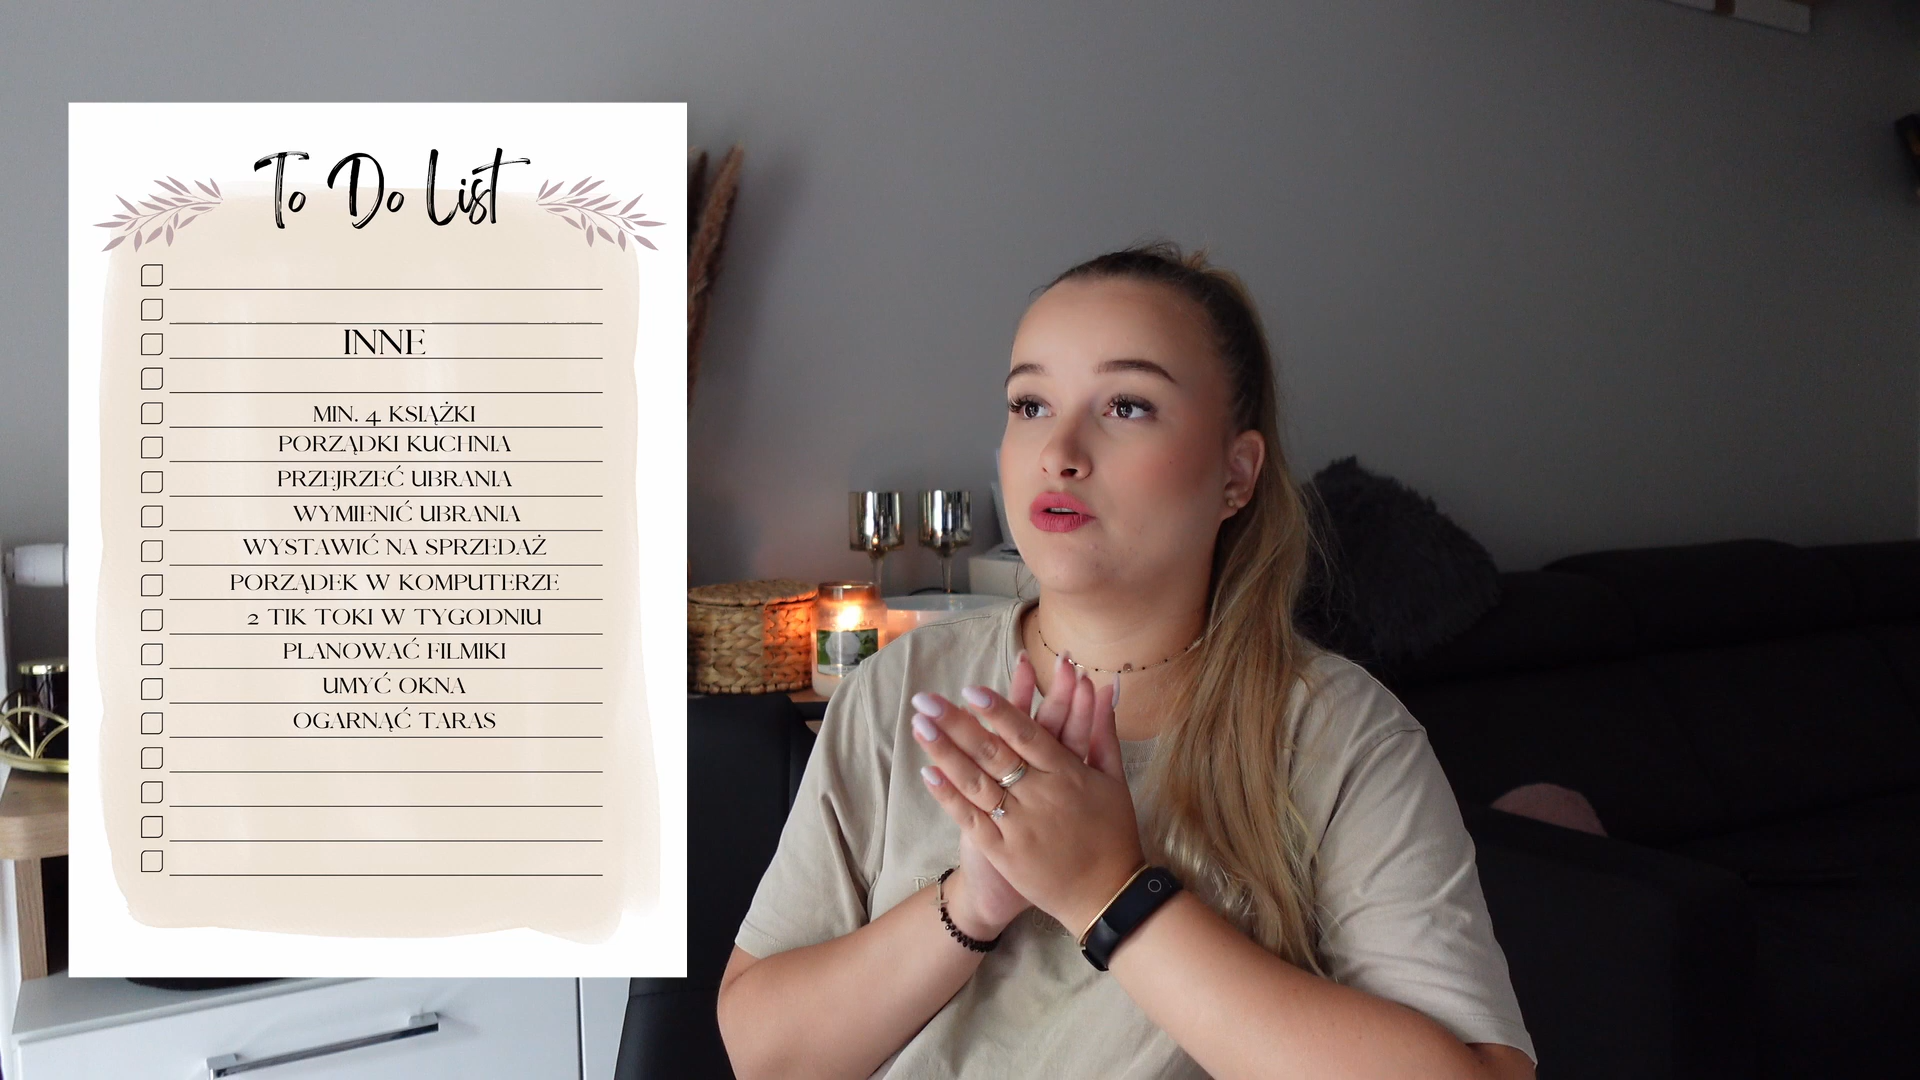 To Do List
INNE
MIN. 4 KSIĄŻKI
PORZĄDKI KUCHNIA
PRZEJRZEĆ UBRANIA
WYMIENIĆ UBRANIA
WYSTAWIĆ NA SPRZEDAŻ
PORZĄDEK W KOMPUTERZE
2 TIK TOKI W TYGODNIU
PLANOWAĆ FILMIKI
UMYĆ OKNA
OGARNĄĆ TARAS